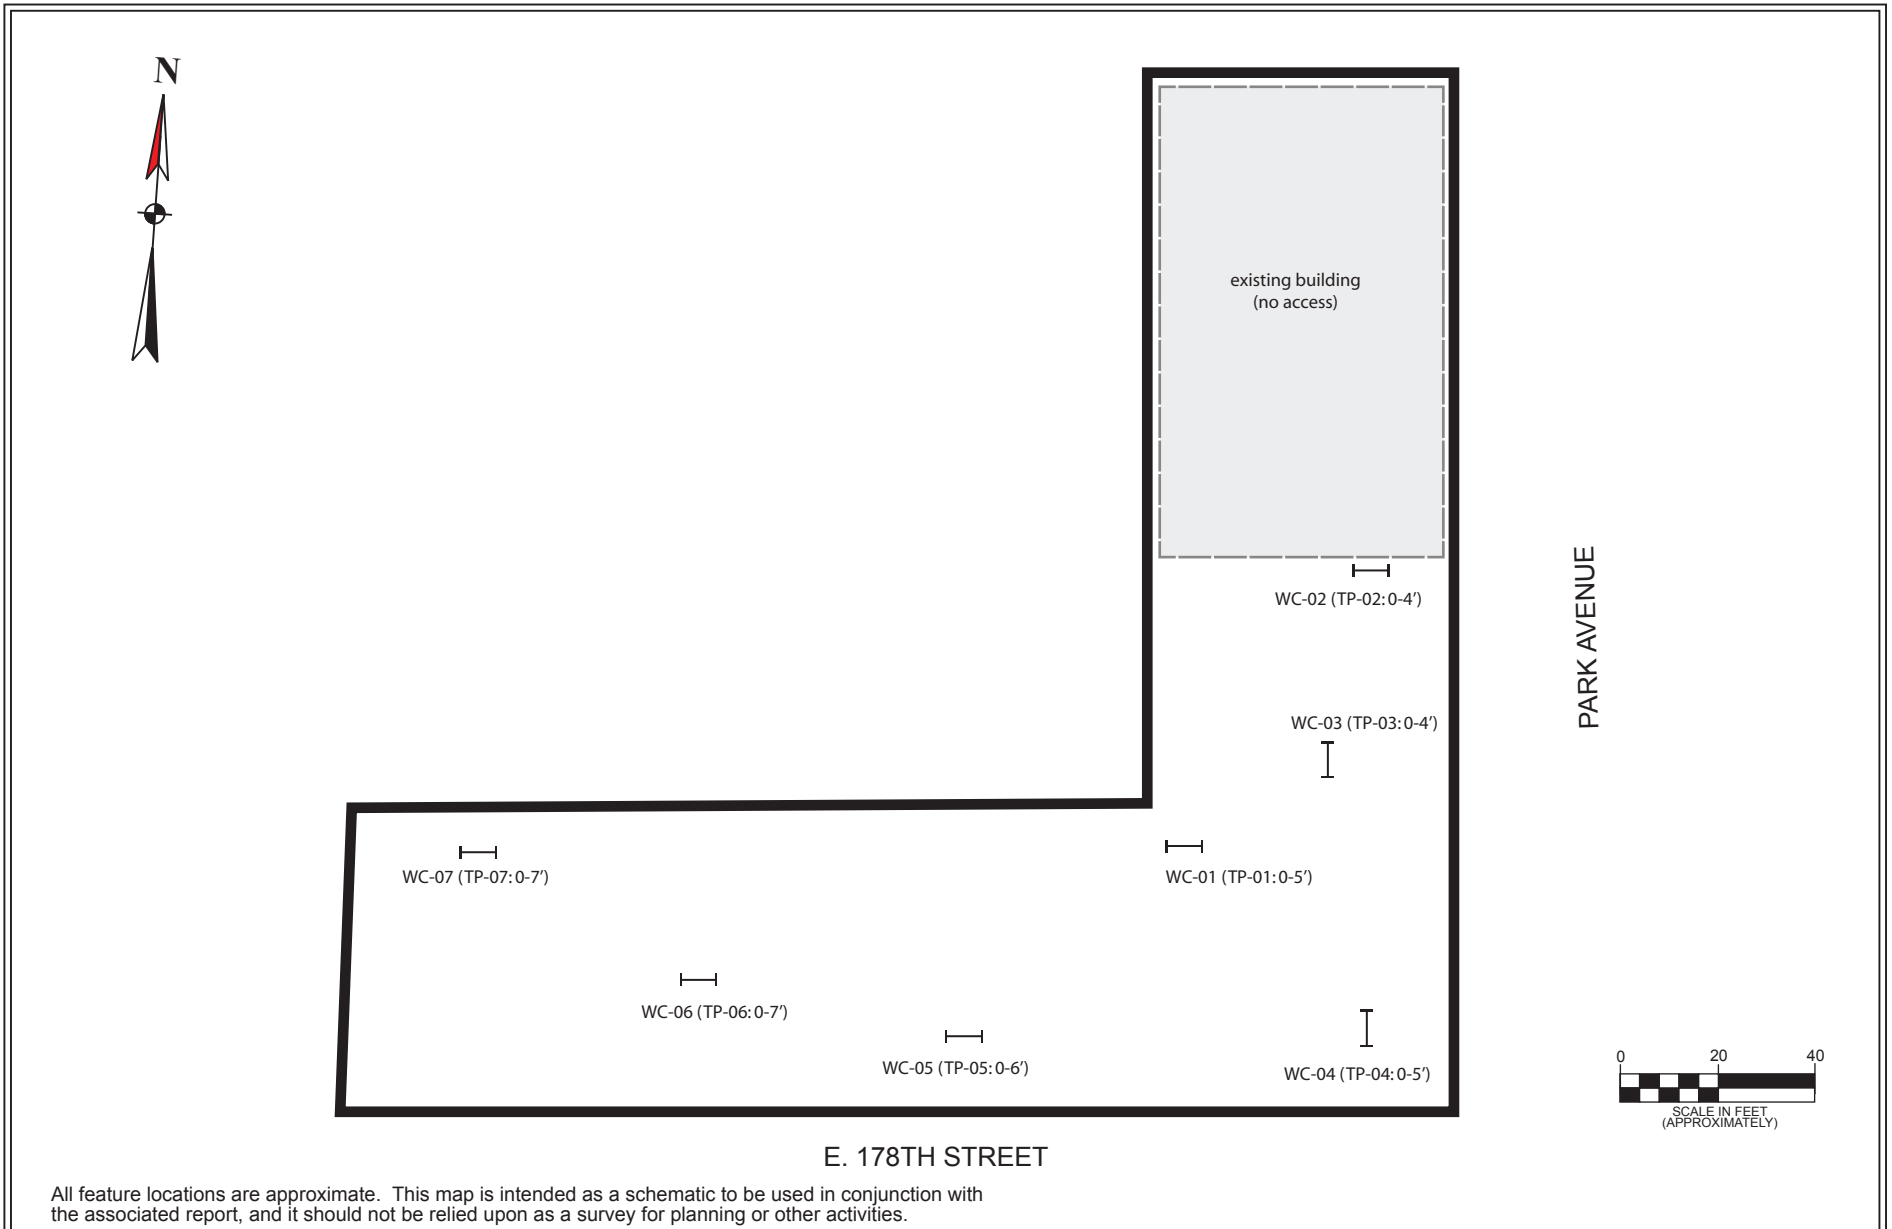 N
existing building
(no access)
WC-02 (TP-02: 0-4')
PARK AVENUE
WC-03 (TP-03: 0-4')
WC-07 (TP-07: 0-7')
WC-01 (TP-01: 0-5')
WC-06 (TP-06: 0-7')
WC-05 (TP-05: 0-6')
WC-04 (TP-04: 0-5')
0 20 40
SCALE IN FEET
(APPROXIMATELY)
E. 178TH STREET
All feature locations are approximate.  This map is intended as a schematic to be used in conjunction with
the associated report, and it should not be relied upon as a survey for planning or other activities.